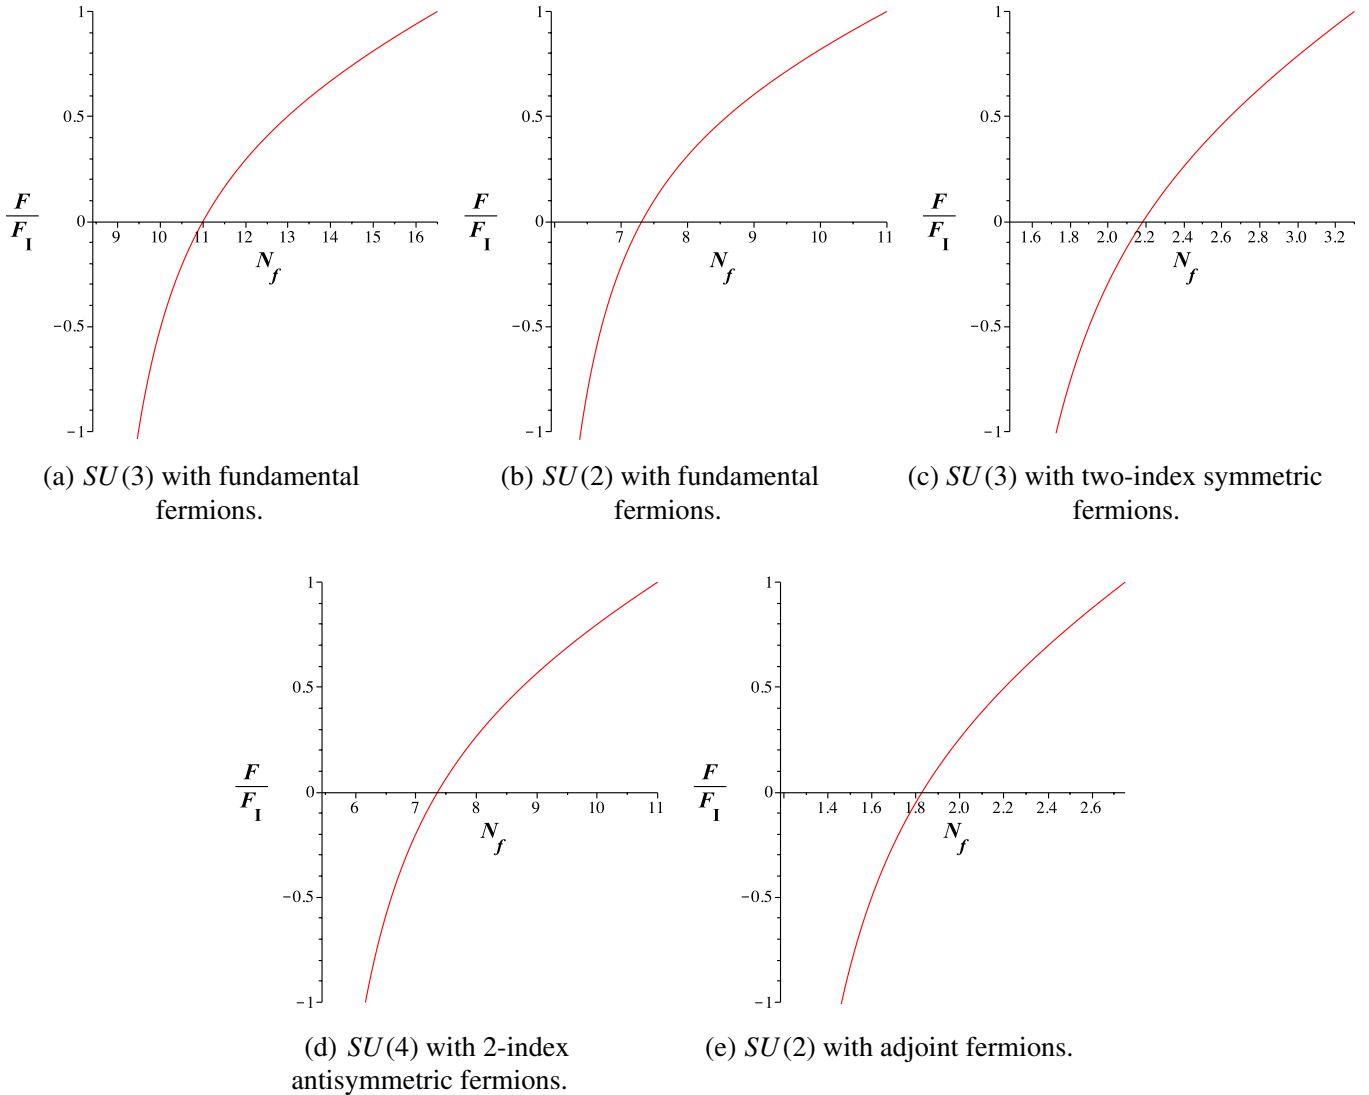 1
0.5
0
−0.5
−1
F
F_I
9 10 11 12 13 14 15 16
N_f
(a) SU(3) with fundamental
fermions.
1
0.5
0
−0.5
−1
F
F_I
7 8 9 10 11
N_f
(b) SU(2) with fundamental
fermions.
1
0.5
0
−0.5
−1
F
F_I
1.6 1.8 2.0 2.2 2.4 2.6 2.8 3.0 3.2
N_f
(c) SU(3) with two-index symmetric
fermions.
1
0.5
0
−0.5
−1
F
F_I
6 7 8 9 10 11
N_f
(d) SU(4) with 2-index
antisymmetric fermions.
1
0.5
0
−0.5
−1
F
F_I
1.4 1.6 1.8 2.0 2.2 2.4 2.6
N_f
(e) SU(2) with adjoint fermions.